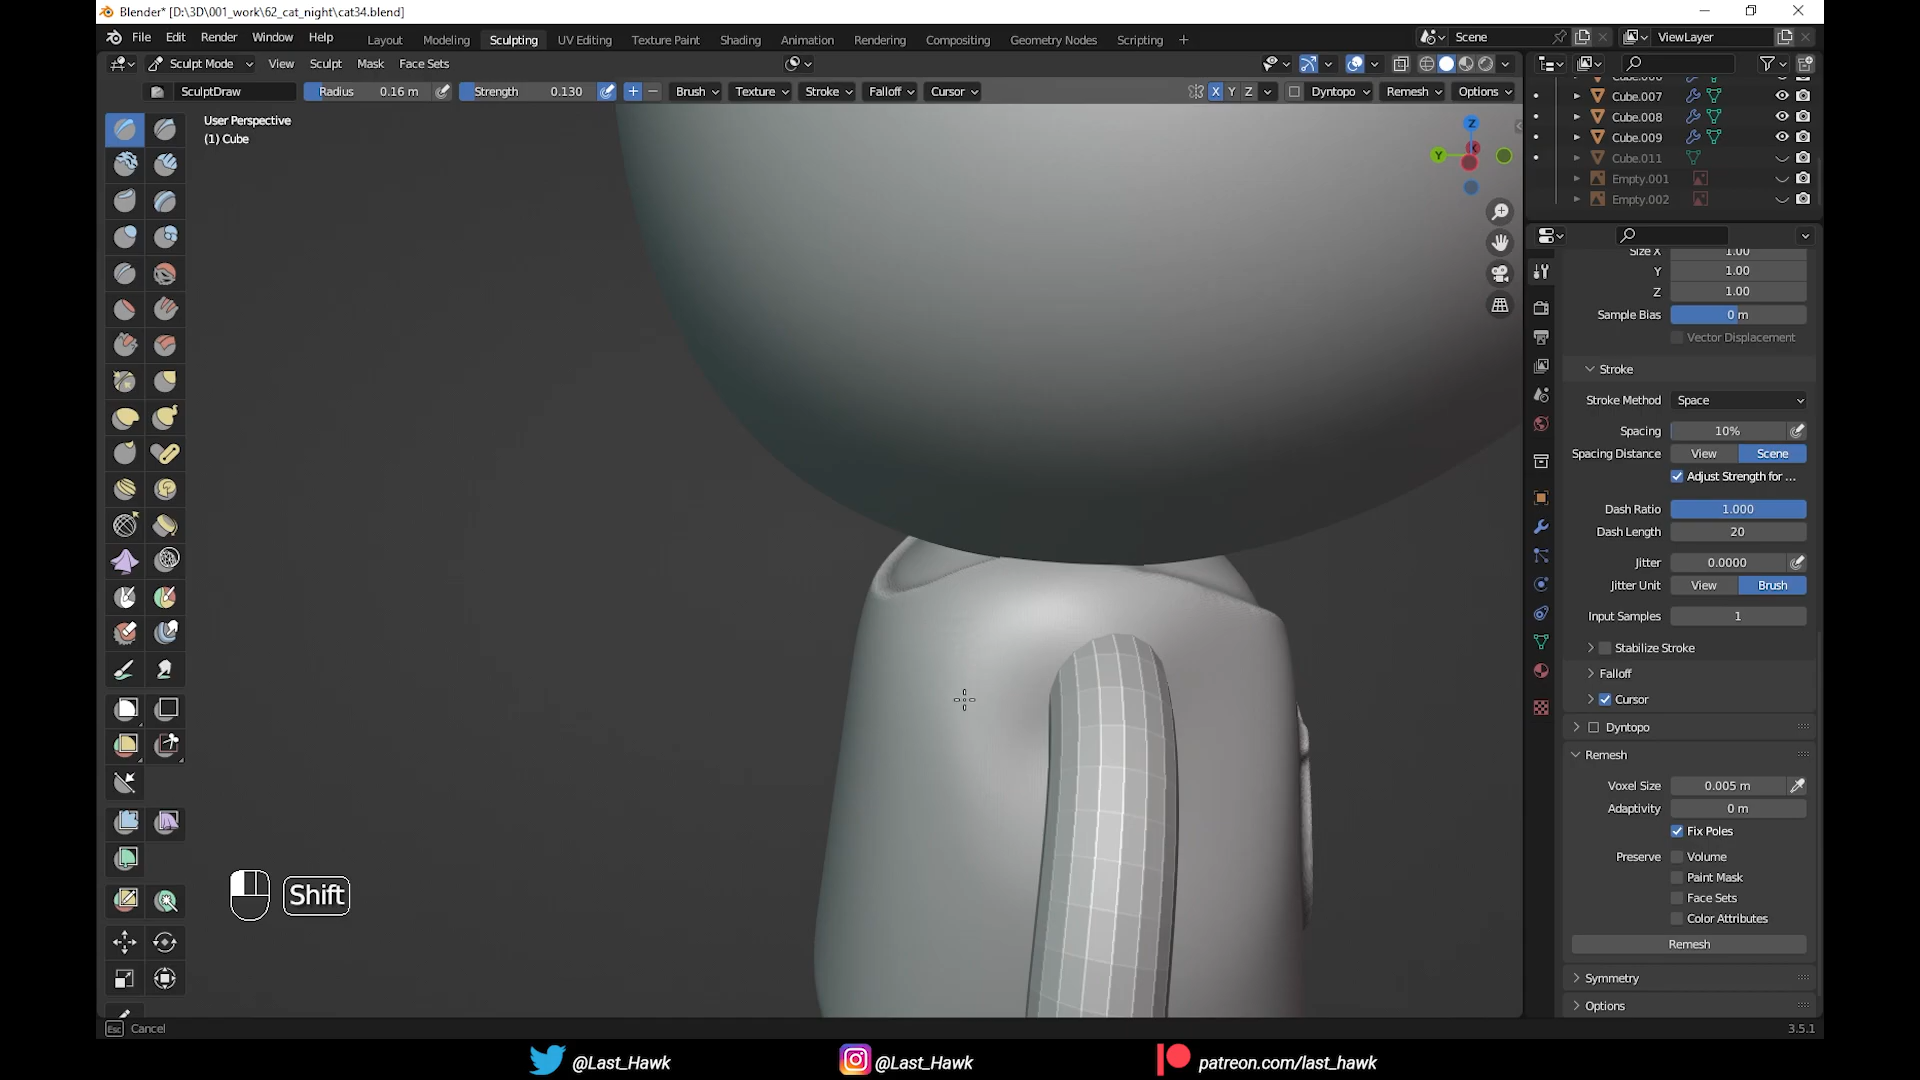 Blender* [D:\3D\001_work\62_cat_night\cat34.blend]
File Edit Render Window Help Layout Modeling Sculpting UV Editing Texture Paint Shading Animation Rendering Compositing Geometry Nodes Scripting + Scene ViewLayer
Sculpt Mode View Sculpt Mask Face Sets
SculptDraw Radius 0.16 m Strength 0.130 + − Brush Texture Stroke Falloff Cursor X Y Z Dyntopo Remesh Options
User Perspective
(1) Cube
Z
Y
X
Cube.007
Cube.008
Cube.009
Cube.011
Empty.001
Empty.002
Size X 1.00
Y 1.00
Z 1.00
Sample Bias 0 m
Vector Displacement
Stroke
Stroke Method Space
Spacing 10%
Spacing Distance View Scene
Adjust Strength for ...
Dash Ratio 1.000
Dash Length 20
Jitter 0.0000
Jitter Unit View Brush
Input Samples 1
Stabilize Stroke
Falloff
Cursor
Dyntopo
Remesh
Voxel Size 0.005 m
Adaptivity 0 m
Fix Poles
Preserve Volume
Paint Mask
Face Sets
Color Attributes
Remesh
Symmetry
Options
Shift
Esc Cancel
3.5.1
@Last_Hawk @Last_Hawk patreon.com/last_hawk